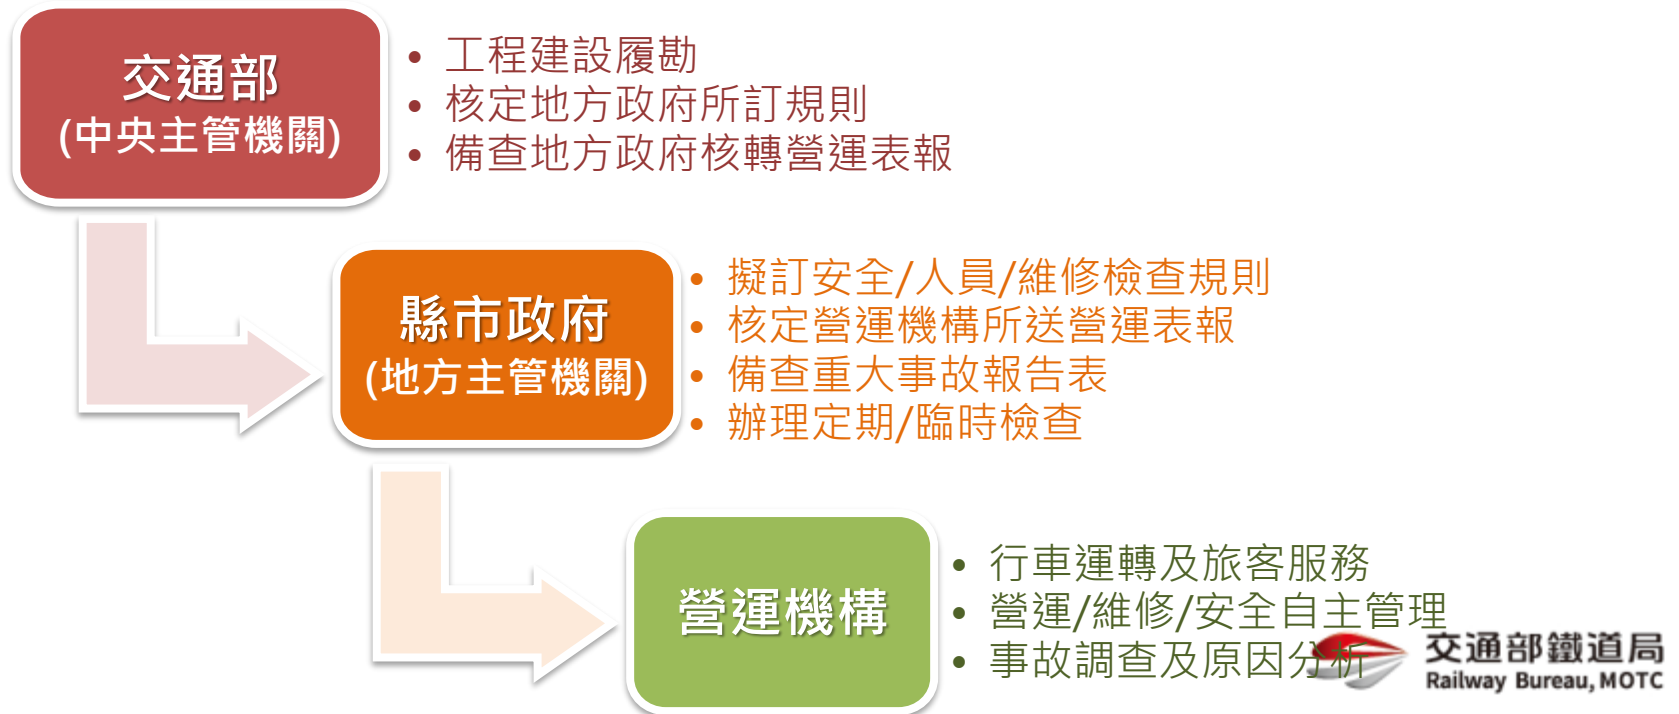 交通部
(中央主管機關)
• 工程建設履勘
• 核定地方政府所訂規則
• 備查地方政府核轉營運表報
縣市政府
(地方主管機關)
• 擬訂安全/人員/維修檢查規則
• 核定營運機構所送營運表報
• 備查重大事故報告表
• 辦理定期/臨時檢查
營運機構
• 行車運轉及旅客服務
• 營運/維修/安全自主管理
• 事故調查及原因分析
交通部鐵道局
Railway Bureau, MOTC